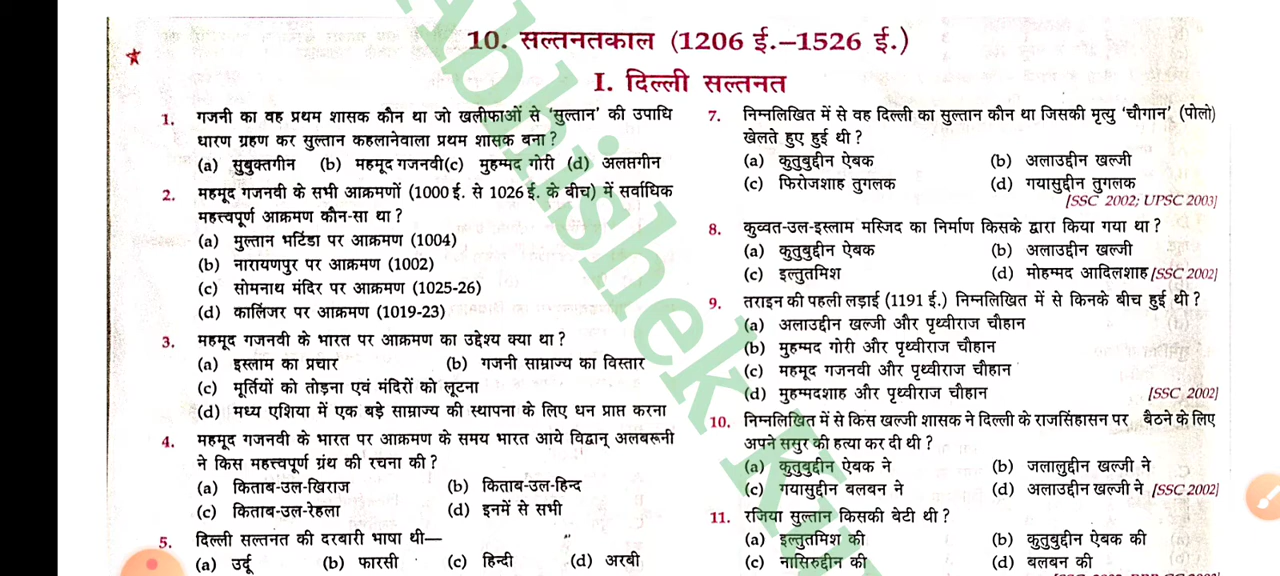 10. सल्तनतकाल (1206 ई.–1526 ई.)
I. दिल्ली सल्तनत
1. गजनी का वह प्रथम शासक कौन था जो खलीफाओं से 'सुल्तान' की उपाधि
धारण ग्रहण कर सुल्तान कहलानेवाला प्रथम शासक बना ?
(a) सुबुक्तगीन (b) महमूद गजनवी(c) मुहम्मद गोरी (d) अलप्तगीन
2. महमूद गजनवी के सभी आक्रमणों (1000 ई. से 1026 ई. के बीच) में सर्वाधिक
महत्त्वपूर्ण आक्रमण कौन-सा था ?
(a) मुल्तान भटिंडा पर आक्रमण (1004)
(b) नारायणपुर पर आक्रमण (1002)
(c) सोमनाथ मंदिर पर आक्रमण (1025-26)
(d) कालिंजर पर आक्रमण (1019-23)
3. महमूद गजनवी के भारत पर आक्रमण का उद्देश्य क्या था ?
(a) इस्लाम का प्रचार (b) गजनी साम्राज्य का विस्तार
(c) मूर्तियों को तोड़ना एवं मंदिरों को लूटना
(d) मध्य एशिया में एक बड़े साम्राज्य की स्थापना के लिए धन प्राप्त करना
4. महमूद गजनवी के भारत पर आक्रमण के समय भारत आये विद्वान् अलबरूनी
ने किस महत्त्वपूर्ण ग्रंथ की रचना की ?
(a) किताब-उल-खिराज (b) किताब-उल-हिन्द
(c) किताब-उल-रेहला (d) इनमें से सभी
5. दिल्ली सल्तनत की दरबारी भाषा थी—
(a) उर्दू (b) फारसी (c) हिन्दी (d) अरबी
7. निम्नलिखित में से वह दिल्ली का सुल्तान कौन था जिसकी मृत्यु 'चौगान' (पोलो)
खेलते हुए हुई थी ?
(a) कुतुबुद्दीन ऐबक (b) अलाउद्दीन खल्जी
(c) फिरोजशाह तुगलक (d) गयासुद्दीन तुगलक
[SSC 2002; UPSC 2003]
8. कुव्वत-उल-इस्लाम मस्जिद का निर्माण किसके द्वारा किया गया था ?
(a) कुतुबुद्दीन ऐबक (b) अलाउद्दीन खल्जी
(c) इल्तुतमिश (d) मोहम्मद आदिलशाह [SSC 2002]
9. तराइन की पहली लड़ाई (1191 ई.) निम्नलिखित में से किनके बीच हुई थी ?
(a) अलाउद्दीन खल्जी और पृथ्वीराज चौहान
(b) मुहम्मद गोरी और पृथ्वीराज चौहान
(c) महमूद गजनवी और पृथ्वीराज चौहान
(d) मुहम्मदशाह और पृथ्वीराज चौहान [SSC 2002]
10. निम्नलिखित में से किस खल्जी शासक ने दिल्ली के राजसिंहासन पर बैठने के लिए
अपने ससुर की हत्या कर दी थी ?
(a) कुतुबुद्दीन ऐबक ने (b) जलालुद्दीन खल्जी ने
(c) गयासुद्दीन बलबन ने (d) अलाउद्दीन खल्जी ने [SSC 2002]
11. रजिया सुल्तान किसकी बेटी थी ?
(a) इल्तुतमिश की (b) कुतुबुद्दीन ऐबक की
(c) नासिरुद्दीन की (d) बलबन की
Abhishek Ku